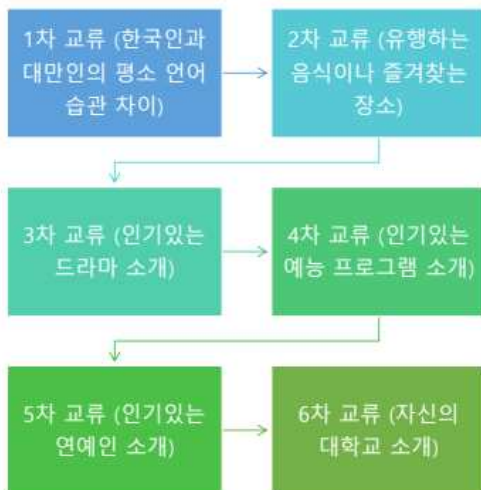 1차 교류 (한국인과
대만인의 평소 언어
습관 차이)
2차 교류 (유행하는
음식이나 즐겨찾는
장소)
3차 교류 (인기있는
드라마 소개)
4차 교류 (인기있는
예능 프로그램 소개)
5차 교류 (인기있는
연예인 소개)
6차 교류 (자신의
대학교 소개)